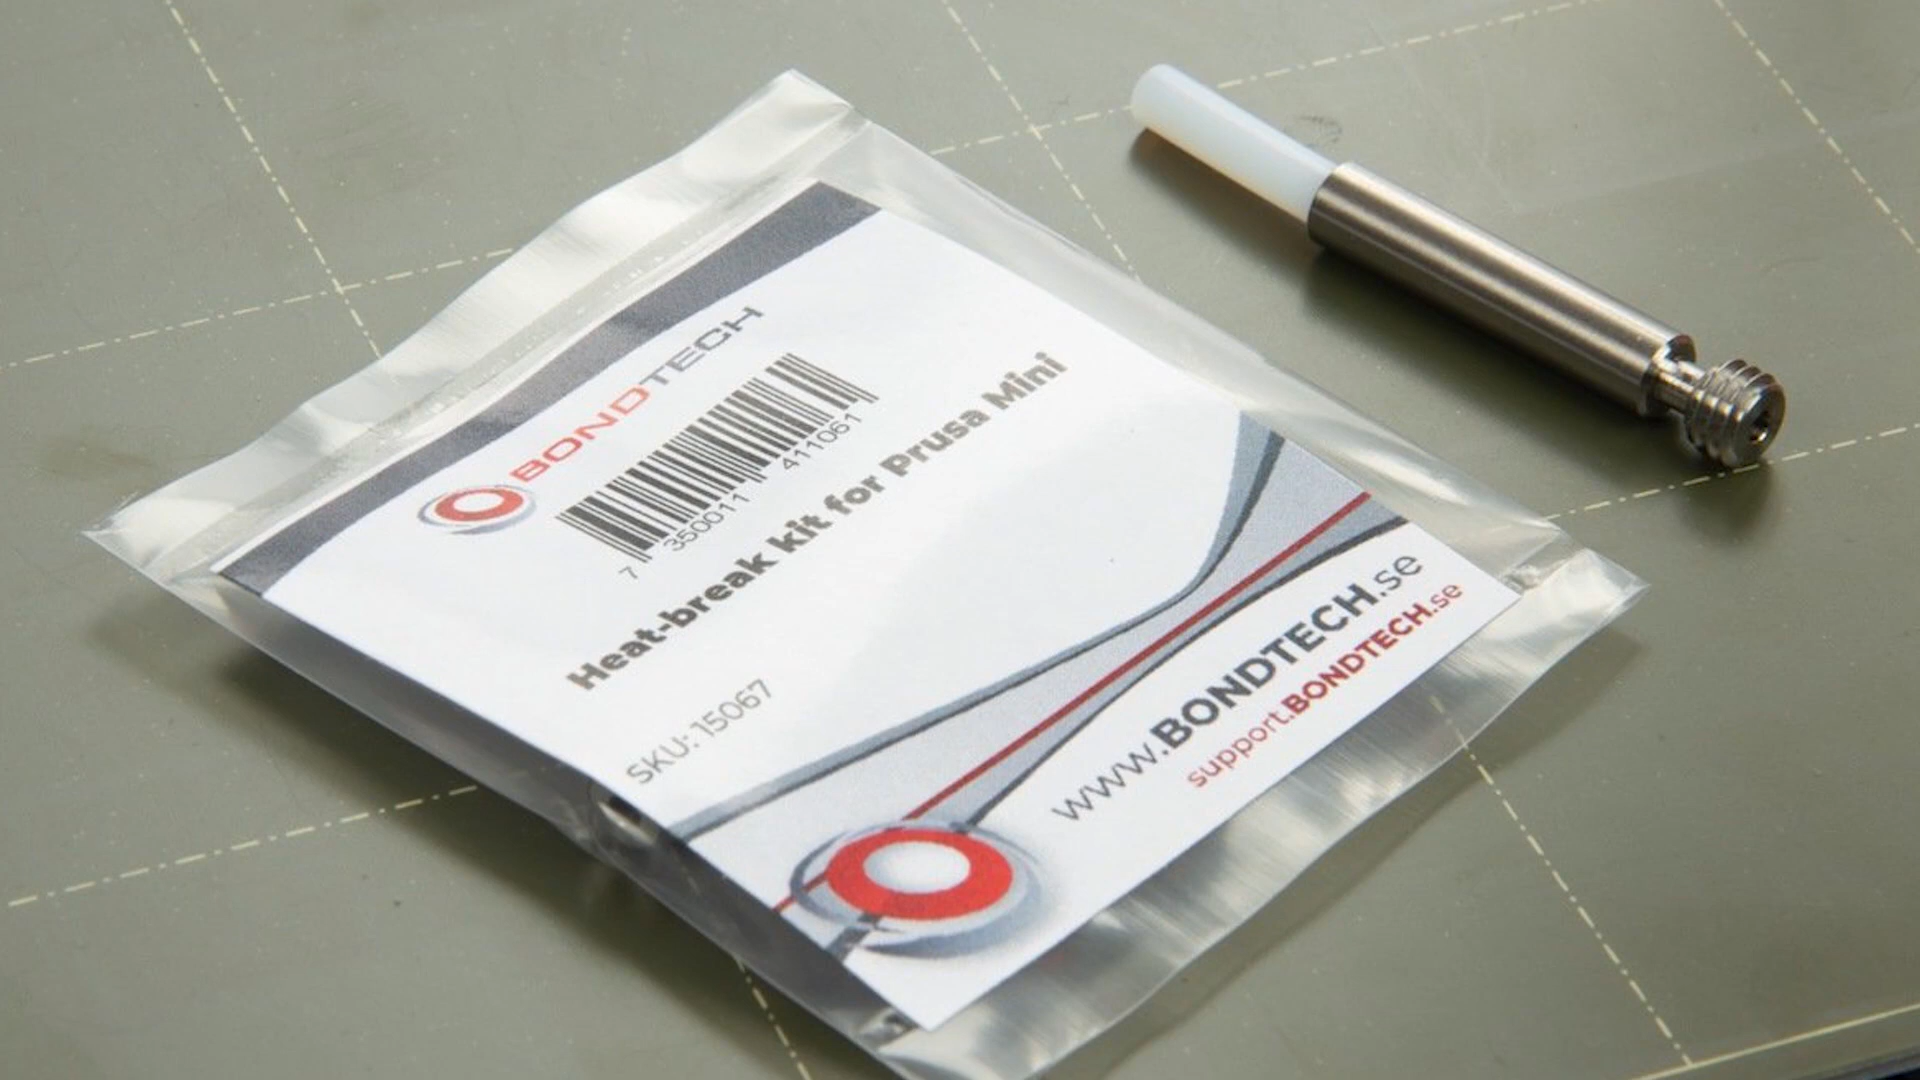 BONDTECH
7 350011 411061
Heat-break kit for Prusa Mini
SKU: 15067
www.BONDTECH.se
support.BONDTECH.se